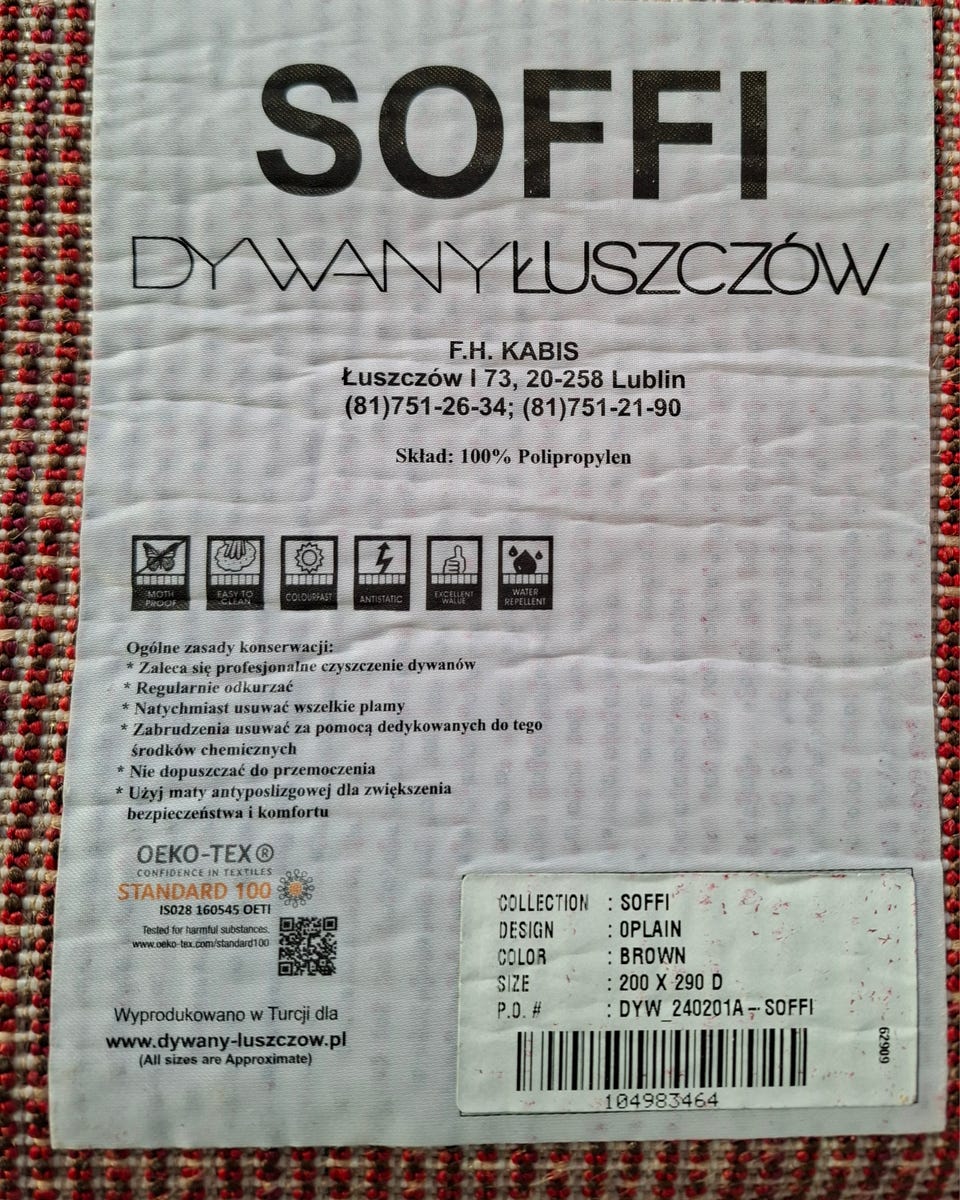 SOFFI
DYWANYŁUSZCZÓW
F.H. KABIS
Łuszczów I 73, 20-258 Lublin
(81)751-26-34; (81)751-21-90
Skład: 100% Polipropylen
MOTH PROOF
EASY TO CLEAN
COLOURFAST
ANTISTATIC
EXCELLENT VALUE
WATER REPELLENT
Ogólne zasady konserwacji:
* Zaleca się profesjonalne czyszczenie dywanów
* Regularnie odkurzać
* Natychmiast usuwać wszelkie plamy
* Zabrudzenia usuwać za pomocą dedykowanych do tego
środków chemicznych
* Nie dopuszczać do przemoczenia
* Użyj maty antyposlizgowej dla zwiększenia
bezpieczeństwa i komfortu
OEKO-TEX®
CONFIDENCE IN TEXTILES
STANDARD 100
IS028 160545 OETI
Tested for harmful substances.
www.oeko-tex.com/standard100
Wyprodukowano w Turcji dla
www.dywany-luszczow.pl
(All sizes are Approximate)
COLLECTION : SOFFI
DESIGN : 0PLAIN
COLOR : BROWN
SIZE : 200 X 290 D
P.O. # : DYW_240201A-SOFFI
104983464
62909